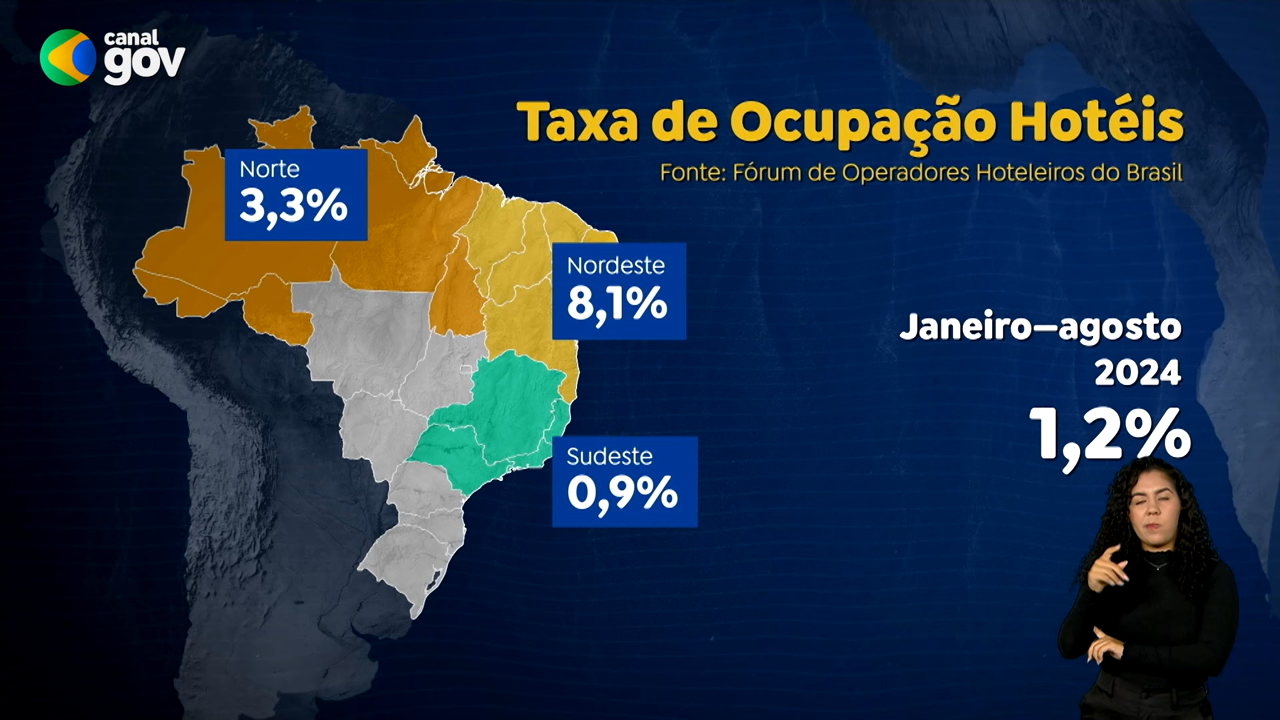 canal
gov
Taxa de Ocupação Hotéis
Fonte: Fórum de Operadores Hoteleiros do Brasil
Norte
3,3%
Nordeste
8,1%
Janeiro–agosto
2024
1,2%
Sudeste
0,9%